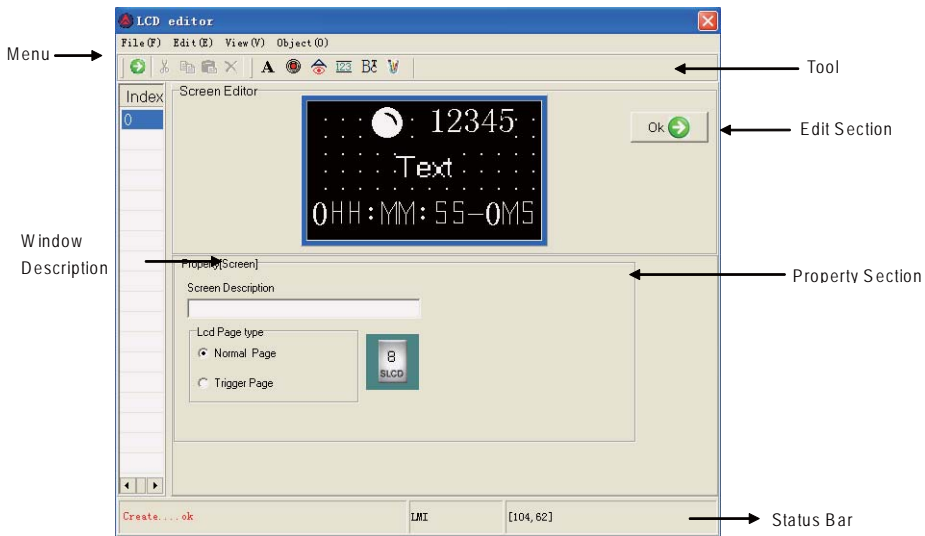 LCD editor
File(F) Edit(E) View(V) Object(O)
Menu
A 123 B
Tool
Index
Screen Editor
0
12345
Ok
Edit Section
Text
0HH:MM:SS-0MS
Window
Description
Property[Screen]
Property Section
Screen Description
Lcd Page type
Normal Page
8
SLCD
Trigger Page
Create....ok LMI [104,62]
Status Bar